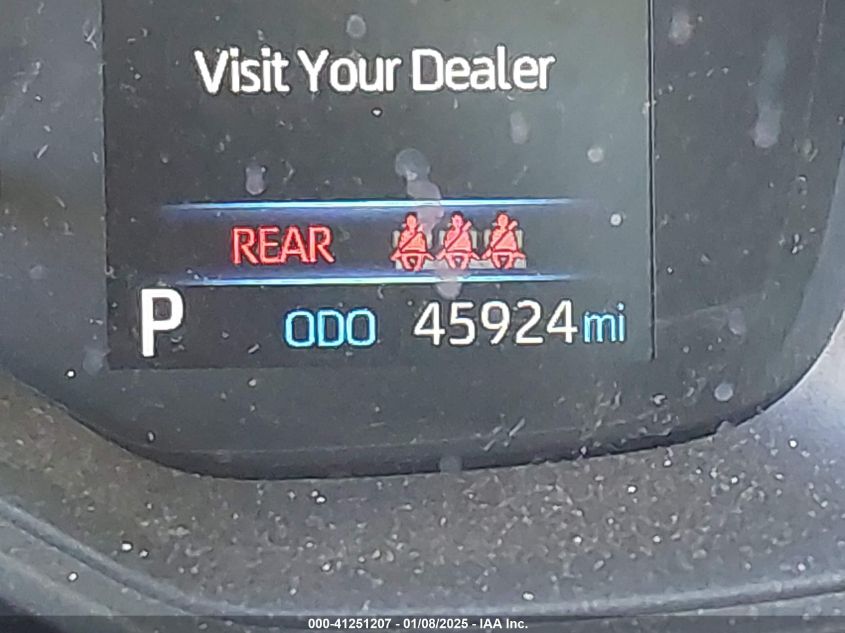 Visit Your Dealer
REAR
P ODO 45924 mi
000-41251207 - 01/08/2025 - IAA Inc.